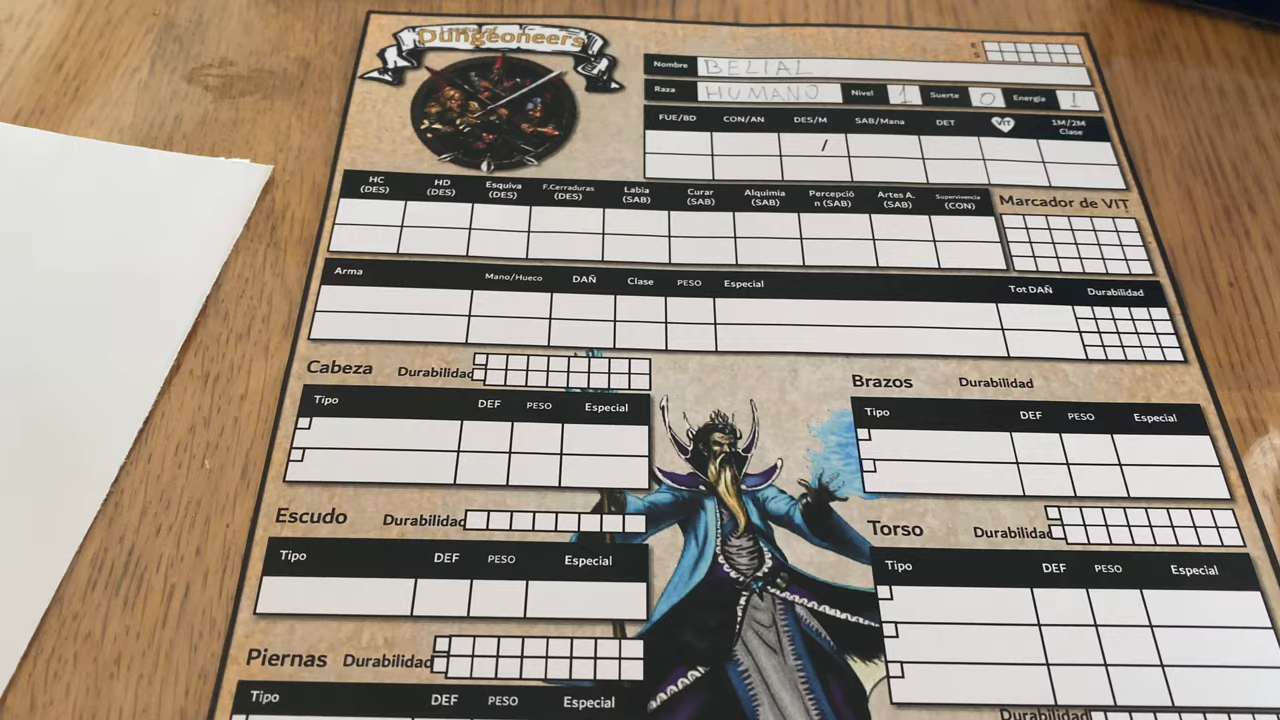 Dungeoneers
Nombre BELIAL
Raza HUMANO Nivel 1 Suerte 0 Energía 1
FUE/BD CON/AN DES/M SAB/Mana DET VIT 1M/2M Clase
/
HC (DES) HD (DES) Esquiva (DES) F.Cerraduras (DES) Labia (SAB) Curar (SAB) Alquimia (SAB) Percepció n (SAB) Artes A. (SAB) Supervivencia (CON)
Marcador de VIT
Arma Mano/Hueco DAÑ Clase PESO Especial Tot DAÑ Durabilidad
Cabeza Durabilidad
Tipo DEF PESO Especial
Brazos Durabilidad
Tipo DEF PESO Especial
Escudo Durabilidad
Tipo DEF PESO Especial
Torso Durabilidad
Tipo DEF PESO Especial
Piernas Durabilidad
Tipo DEF PESO Especial
Durabilidad